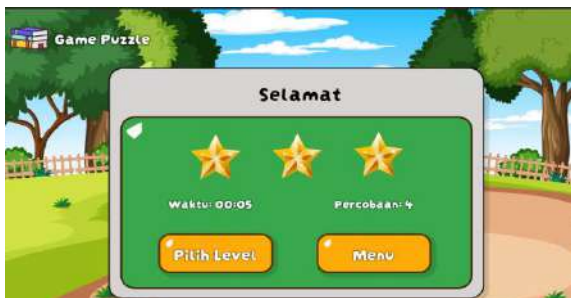 Game Puzzle
Selamat
Waktu: 00:05
Percobaan: 4
Pilih Level
Menu